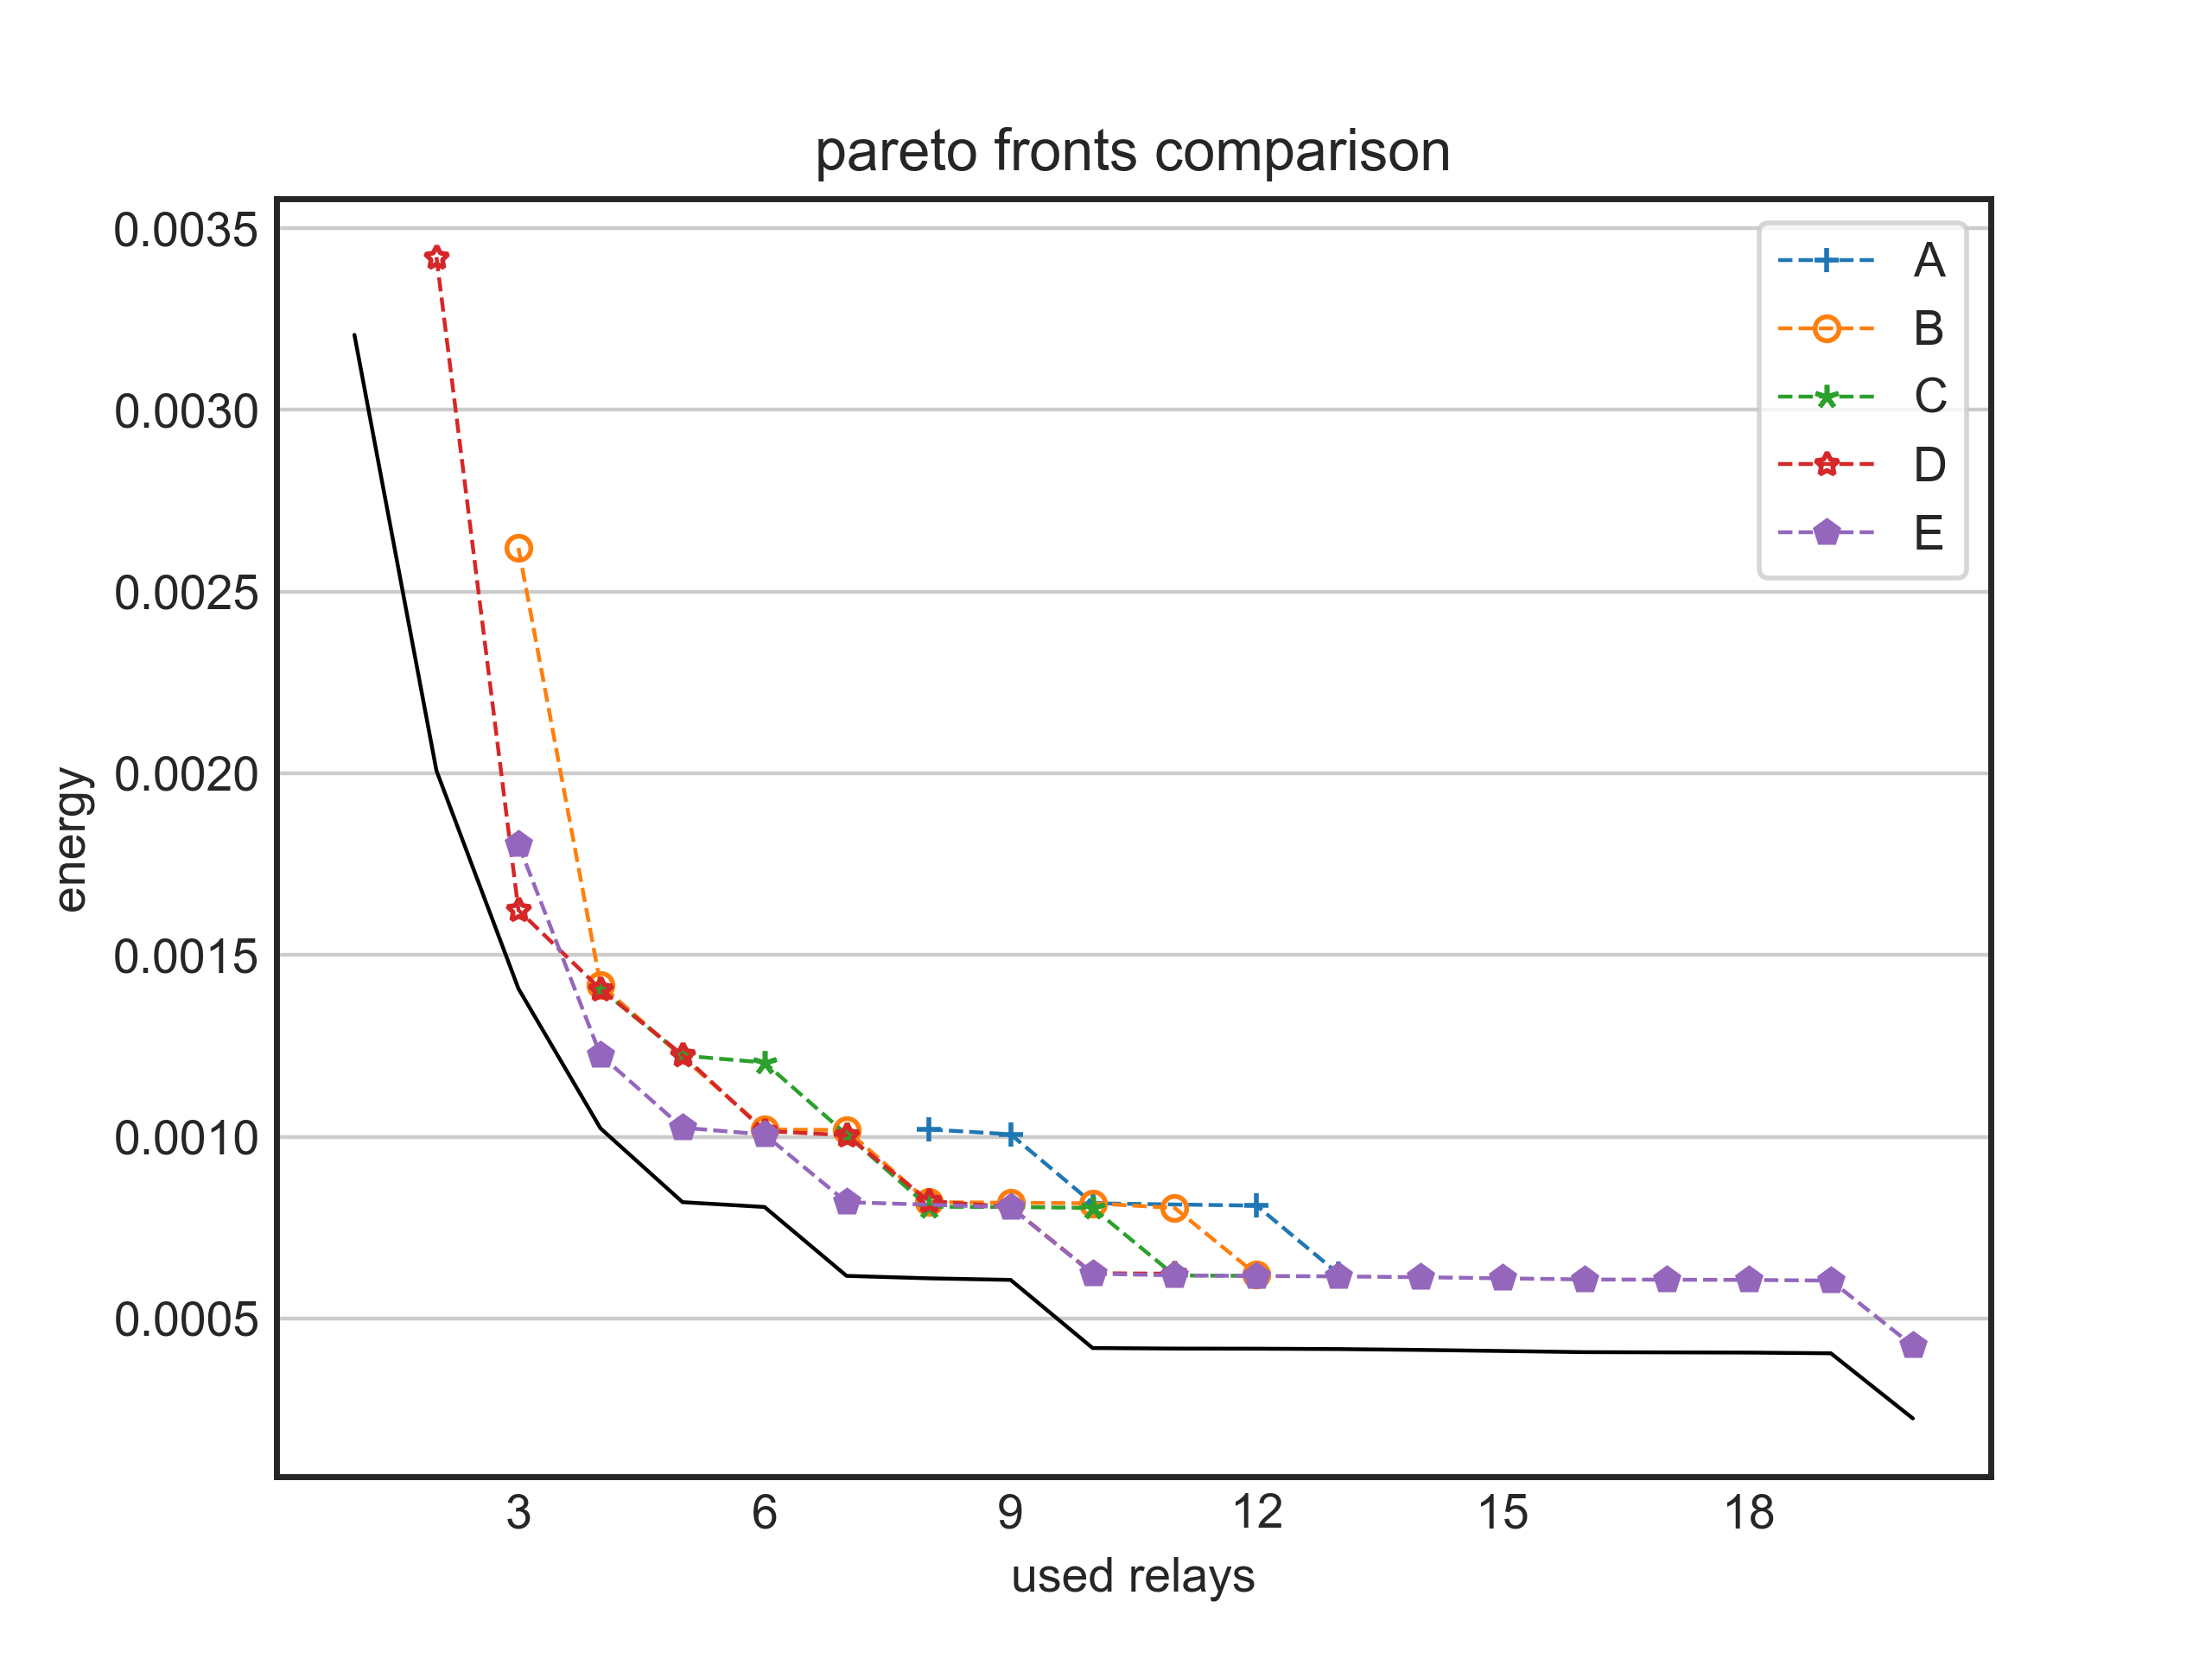 pareto fronts comparison
0.0035
0.0030
0.0025
0.0020
0.0015
0.0010
0.0005
energy
A
B
C
D
E
3 6 9 12 15 18
used relays